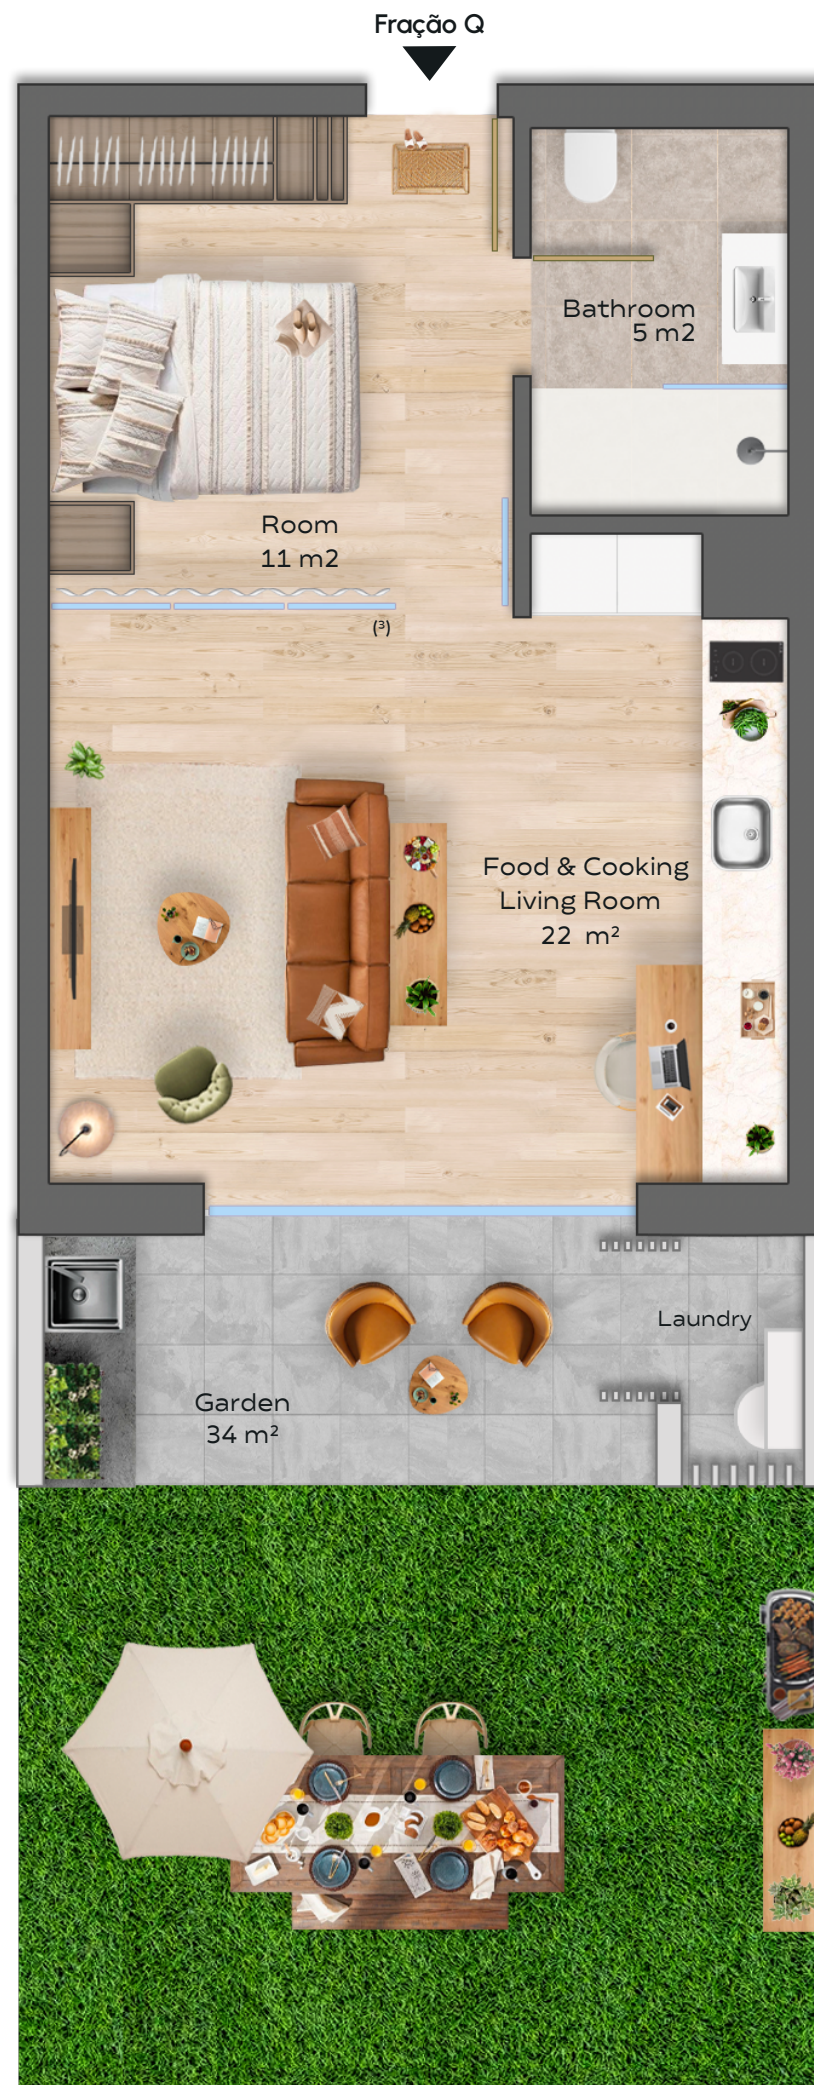 Fração Q
Bathroom
5 m2
Room
11 m2
(³)
Food & Cooking
Living Room
22 m²
Laundry
Garden
34 m²